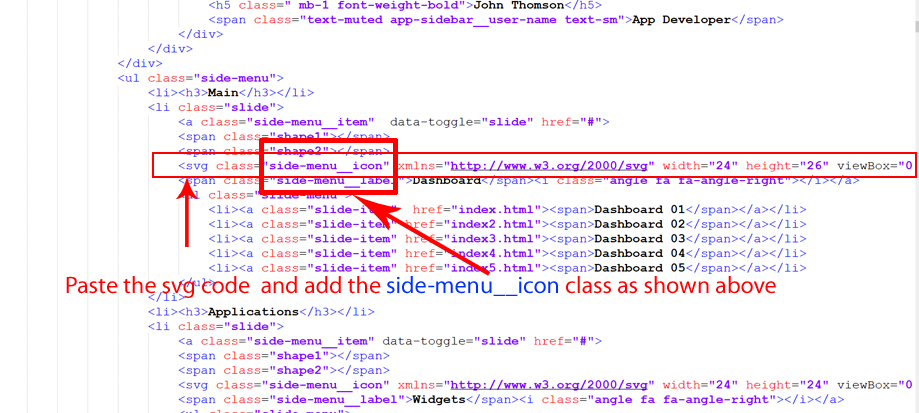 <h5 class=" mb-1 font-weight-bold">John Thomson</h5>
<span class="text-muted app-sidebar__user-name text-sm">App Developer</span>
</div>
</div>
</div>
<ul class="side-menu">
<li><h3>Main</h3></li>
<li class="slide">
<a class="side-menu__item"  data-toggle="slide" href="#">
<span class="shape1"></span>
<span class="shape2"></span>
<svg class="side-menu__icon" xmlns="http://www.w3.org/2000/svg" width="24" height="26" viewBox="0
<span class="side-menu__label">Dashboard</span><i class="angle fa fa-angle-right"></i></a>
<ul class="slide-menu">
<li><a class="slide-item"  href="index.html"><span>Dashboard 01</span></a></li>
<li><a class="slide-item" href="index2.html"><span>Dashboard 02</span></a></li>
<li><a class="slide-item" href="index3.html"><span>Dashboard 03</span></a></li>
<li><a class="slide-item" href="index4.html"><span>Dashboard 04</span></a></li>
<li><a class="slide-item" href="index5.html"><span>Dashboard 05</span></a></li>
</ul>
Paste the svg code and add the side-menu__icon class as shown above
</li>
<li><h3>Applications</h3></li>
<li class="slide">
<a class="side-menu__item" data-toggle="slide" href="#">
<span class="shape1"></span>
<span class="shape2"></span>
<svg class="side-menu__icon" xmlns="http://www.w3.org/2000/svg" width="24" height="24" viewBox="0
<span class="side-menu__label">Widgets</span><i class="angle fa fa-angle-right"></i></a>
<ul class="slide-menu">